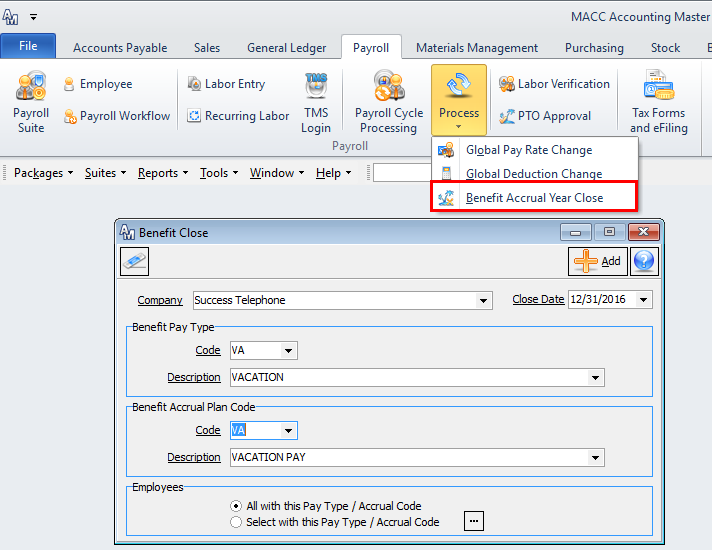 AM
MACC Accounting Master
File Accounts Payable Sales General Ledger Payroll Materials Management Purchasing Stock B
Employee Labor Entry Labor Verification
Payroll Workflow Recurring Labor PTO Approval
Payroll Suite
TMS
TMS Login
Payroll Cycle Processing
Process
Tax Forms and eFiling
Payroll
Global Pay Rate Change
Global Deduction Change
Benefit Accrual Year Close
Packages Suites Reports Tools Window Help
AM Benefit Close
Add ?
Company Success Telephone Close Date 12/31/2016
Benefit Pay Type
Code VA
Description VACATION
Benefit Accrual Plan Code
Code VA
Description VACATION PAY
Employees
All with this Pay Type / Accrual Code
Select with this Pay Type / Accrual Code ...